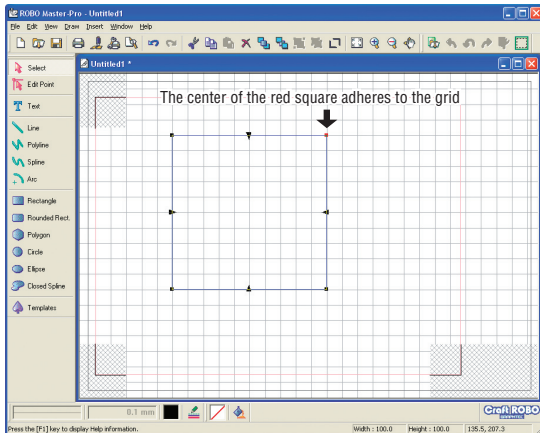 ROBO Master-Pro - Untitled1
File Edit View Draw Insert Window Help
Untitled1 *
Select
Edit Point
Text
Line
Polyline
Spline
Arc
Rectangle
Rounded Rect.
Polygon
Circle
Ellipse
Closed Spline
Templates
The center of the red square adheres to the grid
0.1 mm
Craft ROBO
Press the [F1] key to display Help information.
Width : 100.0 Height : 100.0 135.5, 207.3